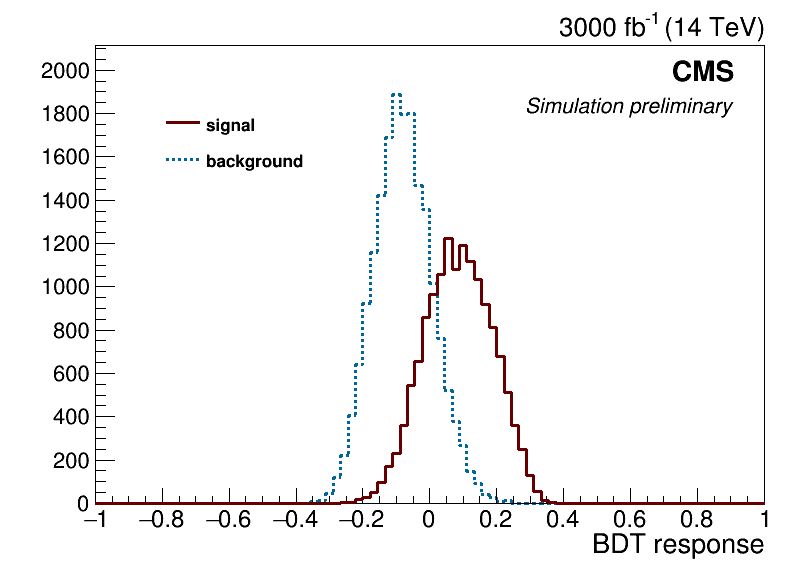 3000 fb-1 (14 TeV)
CMS
Simulation preliminary
signal
background
2000
1800
1600
1400
1200
1000
800
600
400
200
0
−1 −0.8 −0.6 −0.4 −0.2 0 0.2 0.4 0.6 0.8 1
BDT response